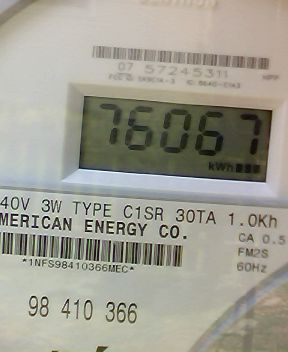 07 57245311
76067
kWh
40V 3W TYPE C1SR 30TA 1.0Kh
MERICAN ENERGY CO.
CA 0.5
FM2S
*1NFS98410366MEC*
60Hz
98 410 366